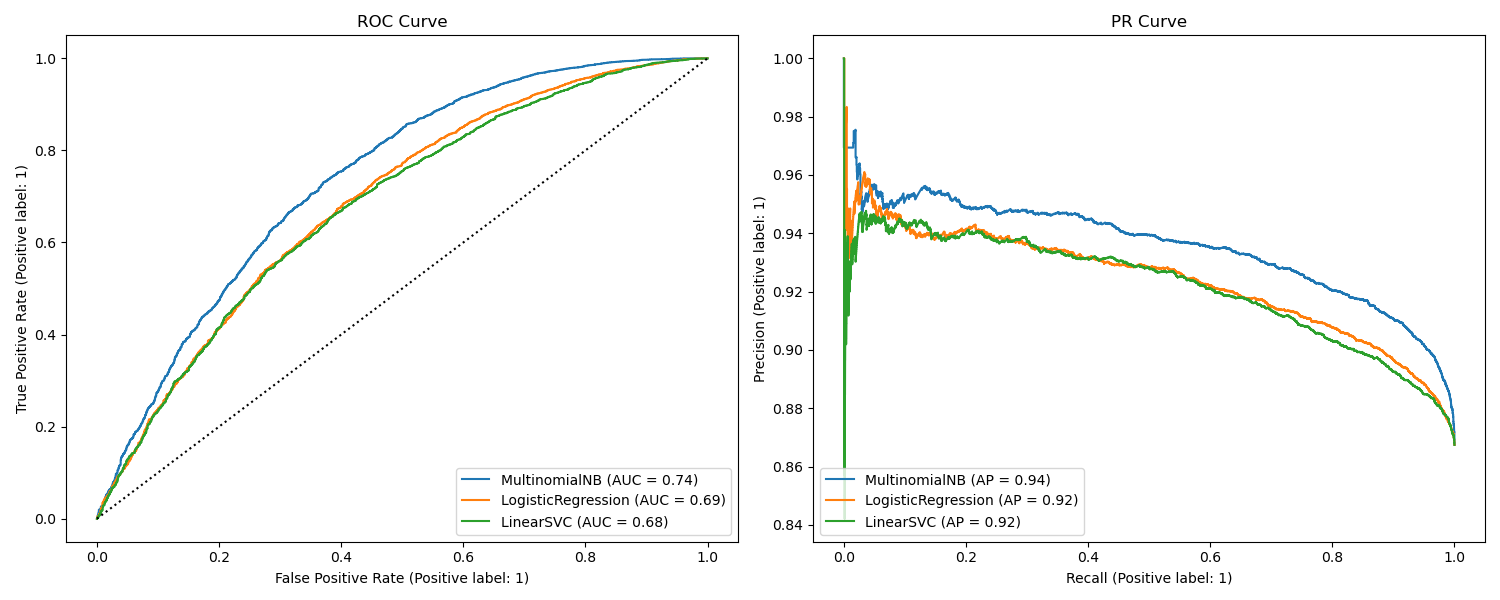 ROC Curve
True Positive Rate (Positive label: 1)
1.0
0.8
0.6
0.4
0.2
0.0
MultinomialNB (AUC = 0.74)
LogisticRegression (AUC = 0.69)
LinearSVC (AUC = 0.68)
0.0 0.2 0.4 0.6 0.8 1.0
False Positive Rate (Positive label: 1)
PR Curve
Precision (Positive label: 1)
1.00
0.98
0.96
0.94
0.92
0.90
0.88
0.86
0.84
MultinomialNB (AP = 0.94)
LogisticRegression (AP = 0.92)
LinearSVC (AP = 0.92)
0.0 0.2 0.4 0.6 0.8 1.0
Recall (Positive label: 1)